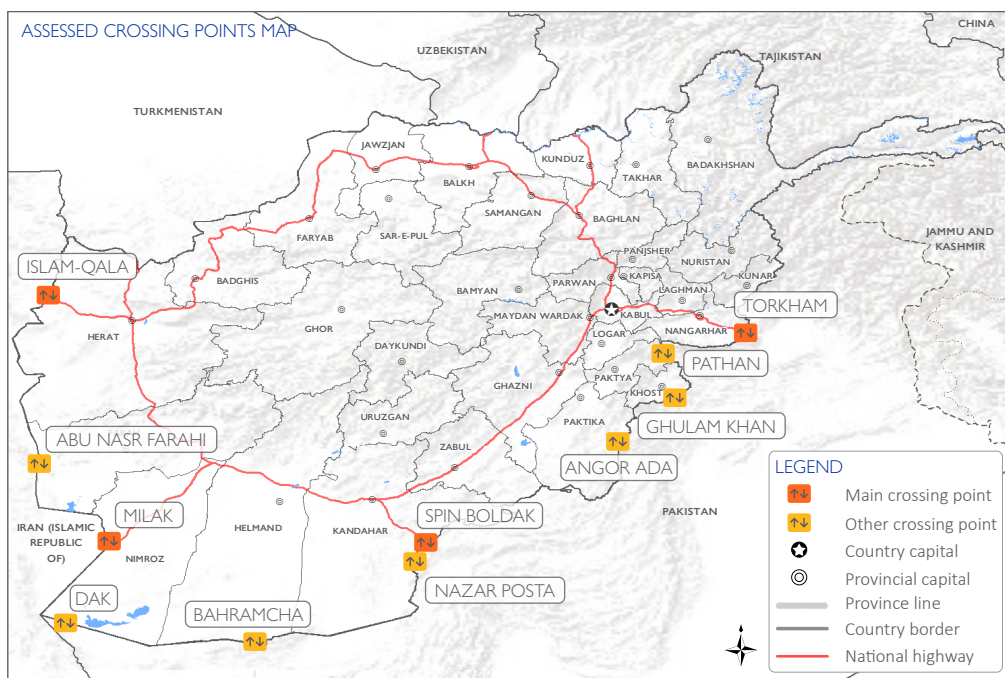 ASSESSED CROSSING POINTS MAP
CHINA
UZBEKISTAN
TAJIKISTAN
TURKMENISTAN
JAWZJAN
KUNDUZ
BADAKHSHAN
BALKH
TAKHAR
SAMANGAN
BAGHLAN
FARYAB
SAR-E-PUL
JAMMU AND
KASHMIR
PANJSHER
NURISTAN
ISLAM-QALA
BADGHIS
KAPISA
KUNAR
PARWAN
LAGHMAN
BAMYAN
TORKHAM
MAYDAN WARDAK
KABUL
GHOR
NANGARHAR
HERAT
LOGAR
DAYKUNDI
PATHAN
GHAZNI
PAKTYA
KHOST
URUZGAN
PAKTIKA
GHULAM KHAN
ABU NASR FARAHI
ZABUL
ANGOR ADA
LEGEND
Main crossing point
Other crossing point
Country capital
Provincial capital
Province line
Country border
National highway
PAKISTAN
MILAK
SPIN BOLDAK
IRAN (ISLAMIC
REPUBLIC
OF)
HELMAND
KANDAHAR
NIMROZ
NAZAR POSTA
DAK
BAHRAMCHA